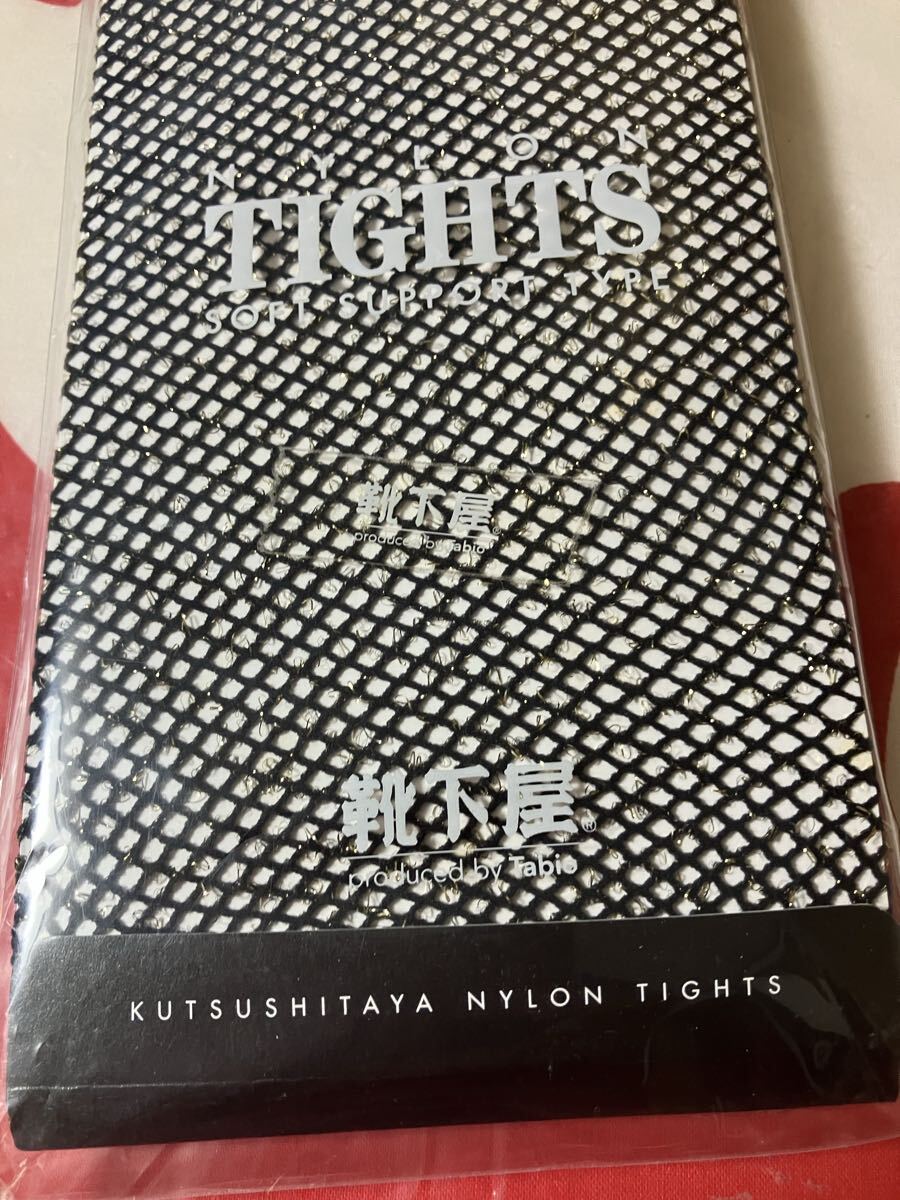 NYLON
TIGHTS
SOFT SUPPORT TYPE
靴下屋®
produced by Tabio
靴下屋®
produced by Tabio
KUTSUSHITAYA NYLON TIGHTS